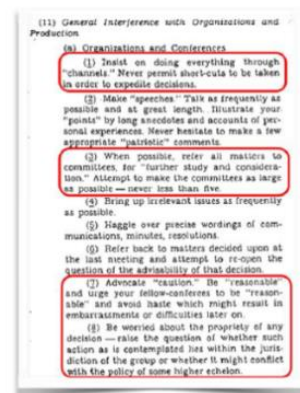 (11) General Interference with Organizations and
Production
(a) Organizations and Conferences
(1) Insist on doing everything through
"channels." Never permit short-cuts to be taken
in order to expedite decisions.
(2) Make "speeches." Talk as frequently as
possible and at great length. Illustrate your
"points" by long anecdotes and accounts of per-
sonal experiences. Never hesitate to make a few
appropriate "patriotic" comments.
(3) When possible, refer all matters to
committees, for "further study and considera-
tion." Attempt to make the committees as large
as possible — never less than five.
(4) Bring up irrelevant issues as frequently
as possible.
(5) Haggle over precise wordings of com-
munications, minutes, resolutions.
(6) Refer back to matters decided upon at
the last meeting and attempt to re-open the
question of the advisability of that decision.
(7) Advocate "caution." Be "reasonable"
and urge your fellow-conferees to be "reason-
able" and avoid haste which might result in
embarrassments or difficulties later on.
(8) Be worried about the propriety of any
decision — raise the question of whether such
action as is contemplated lies within the juris-
diction of the group or whether it might conflict
with the policy of some higher echelon.